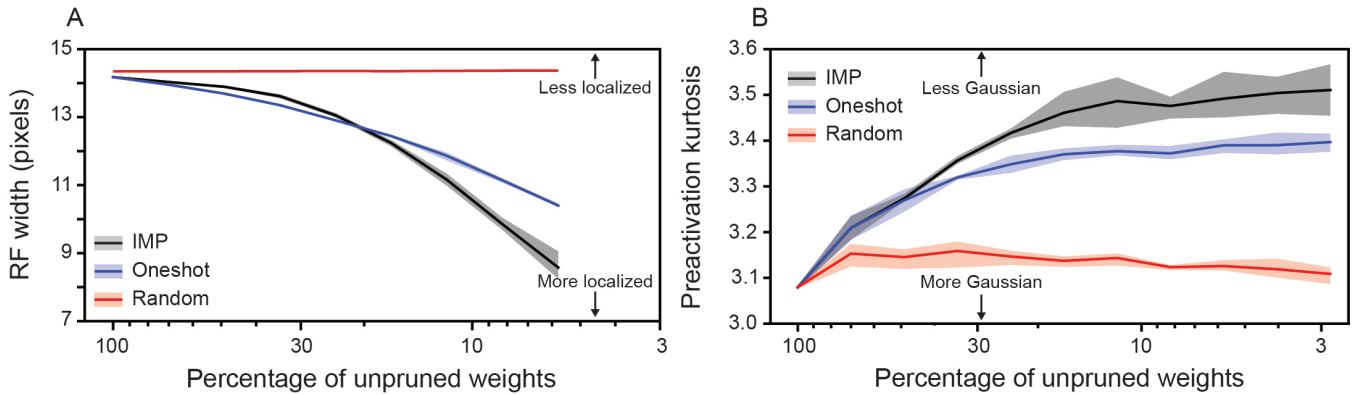 A
RF width (pixels)
15
13
11
9
7
Less localized
IMP
Oneshot
Random
More localized
100
30
10
3
Percentage of unpruned weights
B
Preactivation kurtosis
3.6
3.5
3.4
3.3
3.2
3.1
3.0
IMP
Oneshot
Random
Less Gaussian
More Gaussian
100
30
10
3
Percentage of unpruned weights